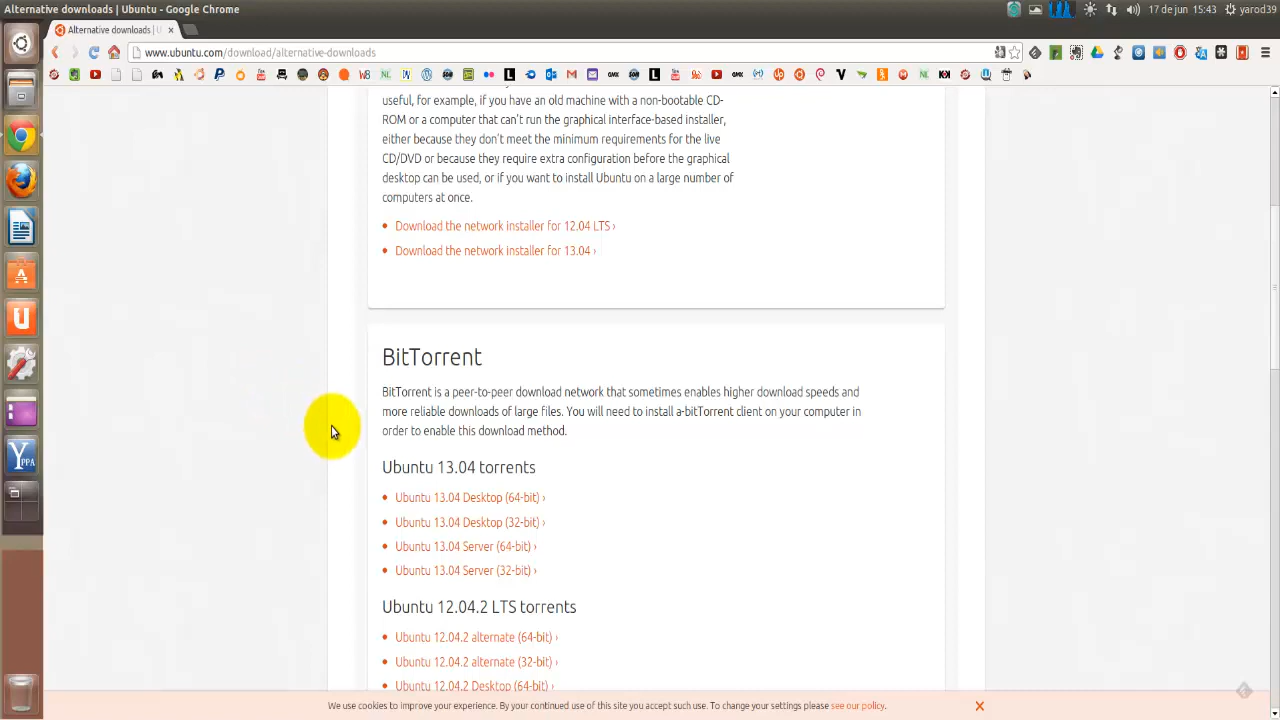 Alternative downloads | Ubuntu - Google Chrome
17 de jun 15:43 yarod39
Alternative downloads | U
www.ubuntu.com/download/alternative-downloads
useful, for example, if you have an old machine with a non-bootable CD-
ROM or a computer that can't run the graphical interface-based installer,
either because they don't meet the minimum requirements for the live
CD/DVD or because they require extra configuration before the graphical
desktop can be used, or if you want to install Ubuntu on a large number of
computers at once.
• Download the network installer for 12.04 LTS ›
• Download the network installer for 13.04 ›
BitTorrent
BitTorrent is a peer-to-peer download network that sometimes enables higher download speeds and
more reliable downloads of large files. You will need to install a-bitTorrent client on your computer in
order to enable this download method.
Ubuntu 13.04 torrents
• Ubuntu 13.04 Desktop (64-bit) ›
• Ubuntu 13.04 Desktop (32-bit) ›
• Ubuntu 13.04 Server (64-bit) ›
• Ubuntu 13.04 Server (32-bit) ›
Ubuntu 12.04.2 LTS torrents
• Ubuntu 12.04.2 alternate (64-bit) ›
• Ubuntu 12.04.2 alternate (32-bit) ›
• Ubuntu 12.04.2 Desktop (64-bit) ›
We use cookies to improve your experience. By your continued use of this site you accept such use. To change your settings please see our policy.